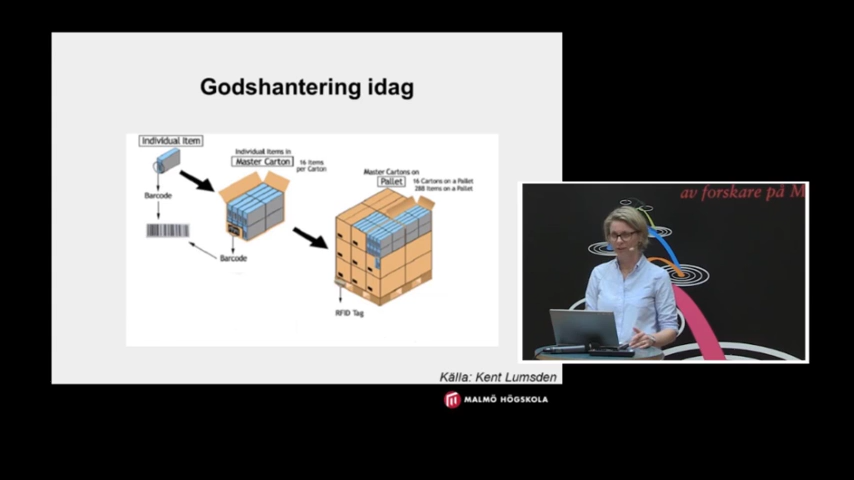 Godshantering idag
Individual Item
Individual Items in
Master Carton
16 Items
per Carton
Master Cartons on
Pallet
16 Cartons on a Pallet
288 Items on a Pallet
Barcode
Barcode
RFID Tag
Källa: Kent Lumsden
MALMÖ HÖGSKOLA
av forskare på M